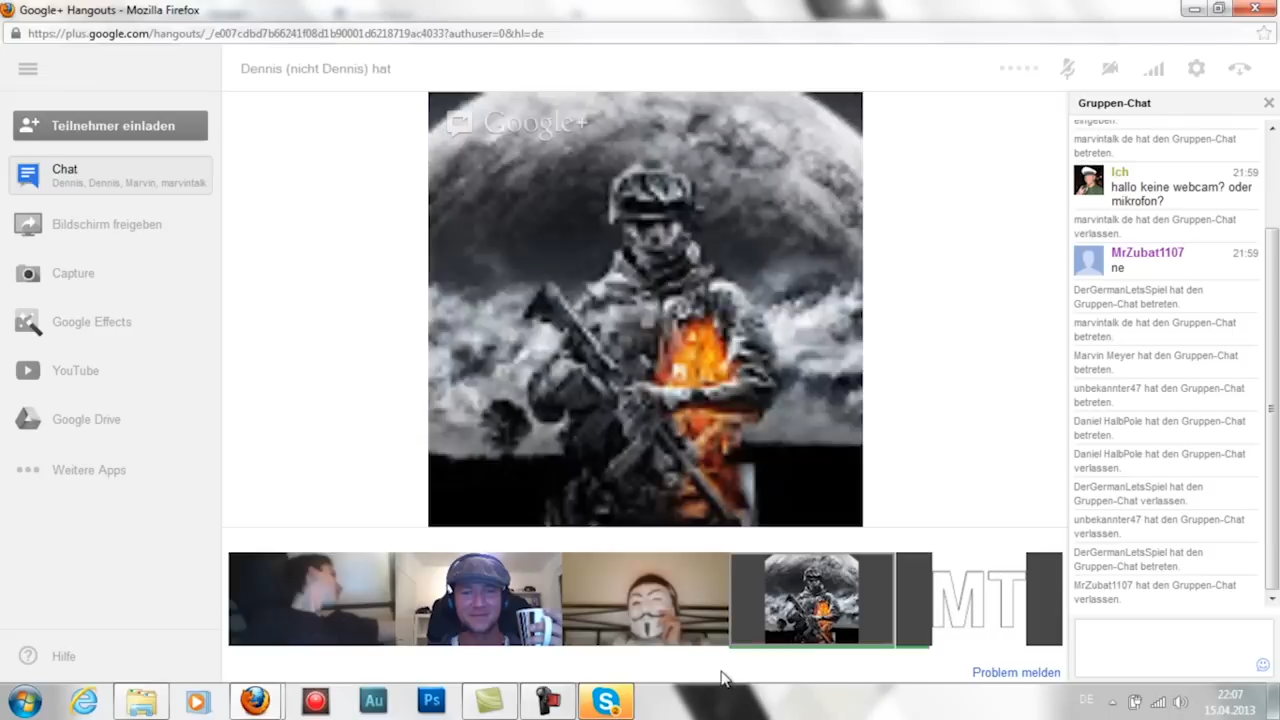 Google+ Hangouts - Mozilla Firefox
https://plus.google.com/hangouts/_/e007cdbd7b66241f08d1b90001d6218719ac4033?authuser=0&hl=de
Dennis (nicht Dennis) hat
Teilnehmer einladen
Chat
Dennis, Dennis, Marvin, marvintalk
Bildschirm freigeben
Capture
Google Effects
YouTube
Google Drive
Weitere Apps
Hilfe
Google+
MT
Problem melden
Gruppen-Chat
eingeben.
marvintalk de hat den Gruppen-Chat
betreten.
Ich 21:59
hallo keine webcam? oder
mikrofon?
marvintalk de hat den Gruppen-Chat
verlassen.
MrZubat1107 21:59
ne
DerGermanLetsSpiel hat den
Gruppen-Chat betreten.
marvintalk de hat den Gruppen-Chat
betreten.
Marvin Meyer hat den Gruppen-Chat
betreten.
unbekannter47 hat den Gruppen-Chat
betreten.
Daniel HalbPole hat den Gruppen-Chat
betreten.
Daniel HalbPole hat den Gruppen-Chat
verlassen.
DerGermanLetsSpiel hat den
Gruppen-Chat verlassen.
unbekannter47 hat den Gruppen-Chat
verlassen.
DerGermanLetsSpiel hat den
Gruppen-Chat betreten.
MrZubat1107 hat den Gruppen-Chat
verlassen.
Au
Ps
DE
22:07
15.04.2013